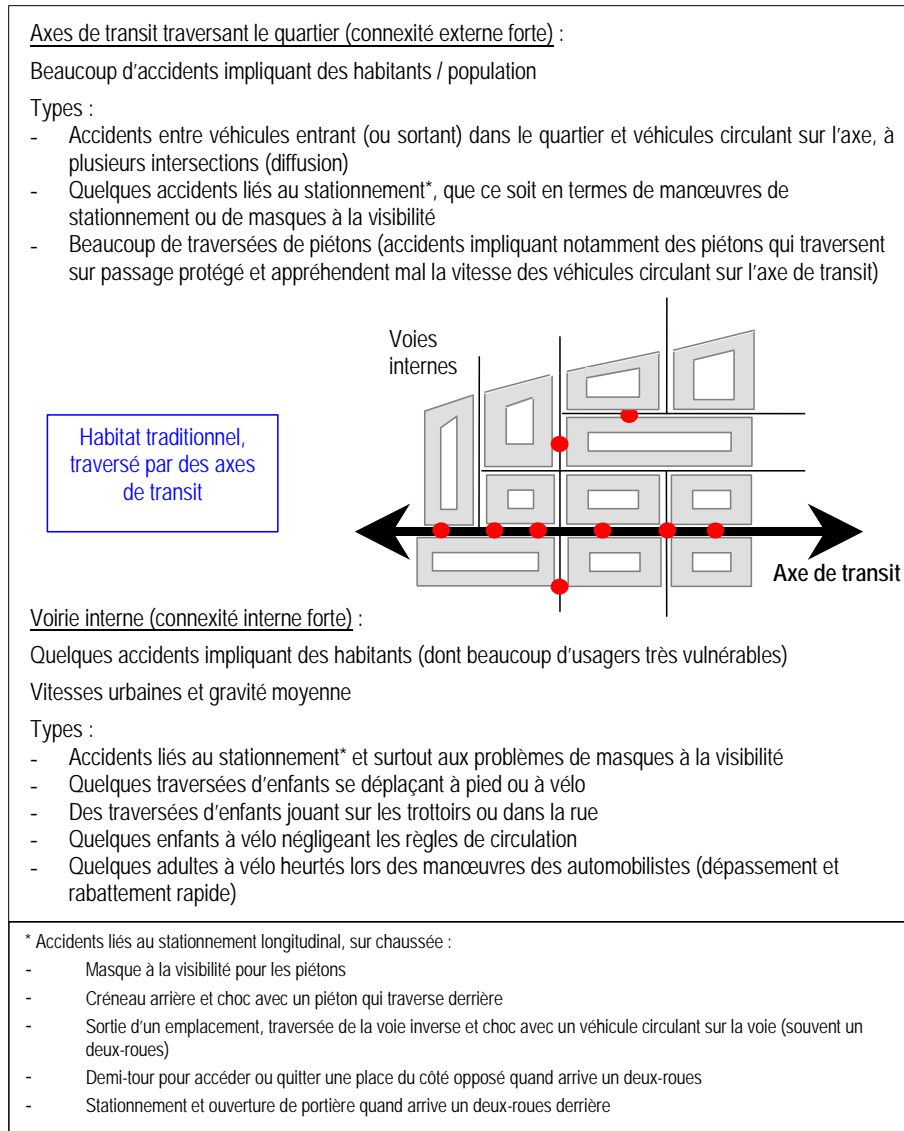 Axes de transit traversant le quartier (connexité externe forte) :
Beaucoup d'accidents impliquant des habitants / population
Types :
- Accidents entre véhicules entrant (ou sortant) dans le quartier et véhicules circulant sur l'axe, à
plusieurs intersections (diffusion)
- Quelques accidents liés au stationnement*, que ce soit en termes de manœuvres de
stationnement ou de masques à la visibilité
- Beaucoup de traversées de piétons (accidents impliquant notamment des piétons qui traversent
sur passage protégé et appréhendent mal la vitesse des véhicules circulant sur l'axe de transit)
Voies
internes
Habitat traditionnel,
traversé par des axes
de transit
Axe de transit
Voirie interne (connexité interne forte) :
Quelques accidents impliquant des habitants (dont beaucoup d'usagers très vulnérables)
Vitesses urbaines et gravité moyenne
Types :
- Accidents liés au stationnement* et surtout aux problèmes de masques à la visibilité
- Quelques traversées d'enfants se déplaçant à pied ou à vélo
- Des traversées d'enfants jouant sur les trottoirs ou dans la rue
- Quelques enfants à vélo négligeant les règles de circulation
- Quelques adultes à vélo heurtés lors des manœuvres des automobilistes (dépassement et
rabattement rapide)
* Accidents liés au stationnement longitudinal, sur chaussée :
- Masque à la visibilité pour les piétons
- Créneau arrière et choc avec un piéton qui traverse derrière
- Sortie d'un emplacement, traversée de la voie inverse et choc avec un véhicule circulant sur la voie (souvent un
deux-roues)
- Demi-tour pour accéder ou quitter une place du côté opposé quand arrive un deux-roues
- Stationnement et ouverture de portière quand arrive un deux-roues derrière